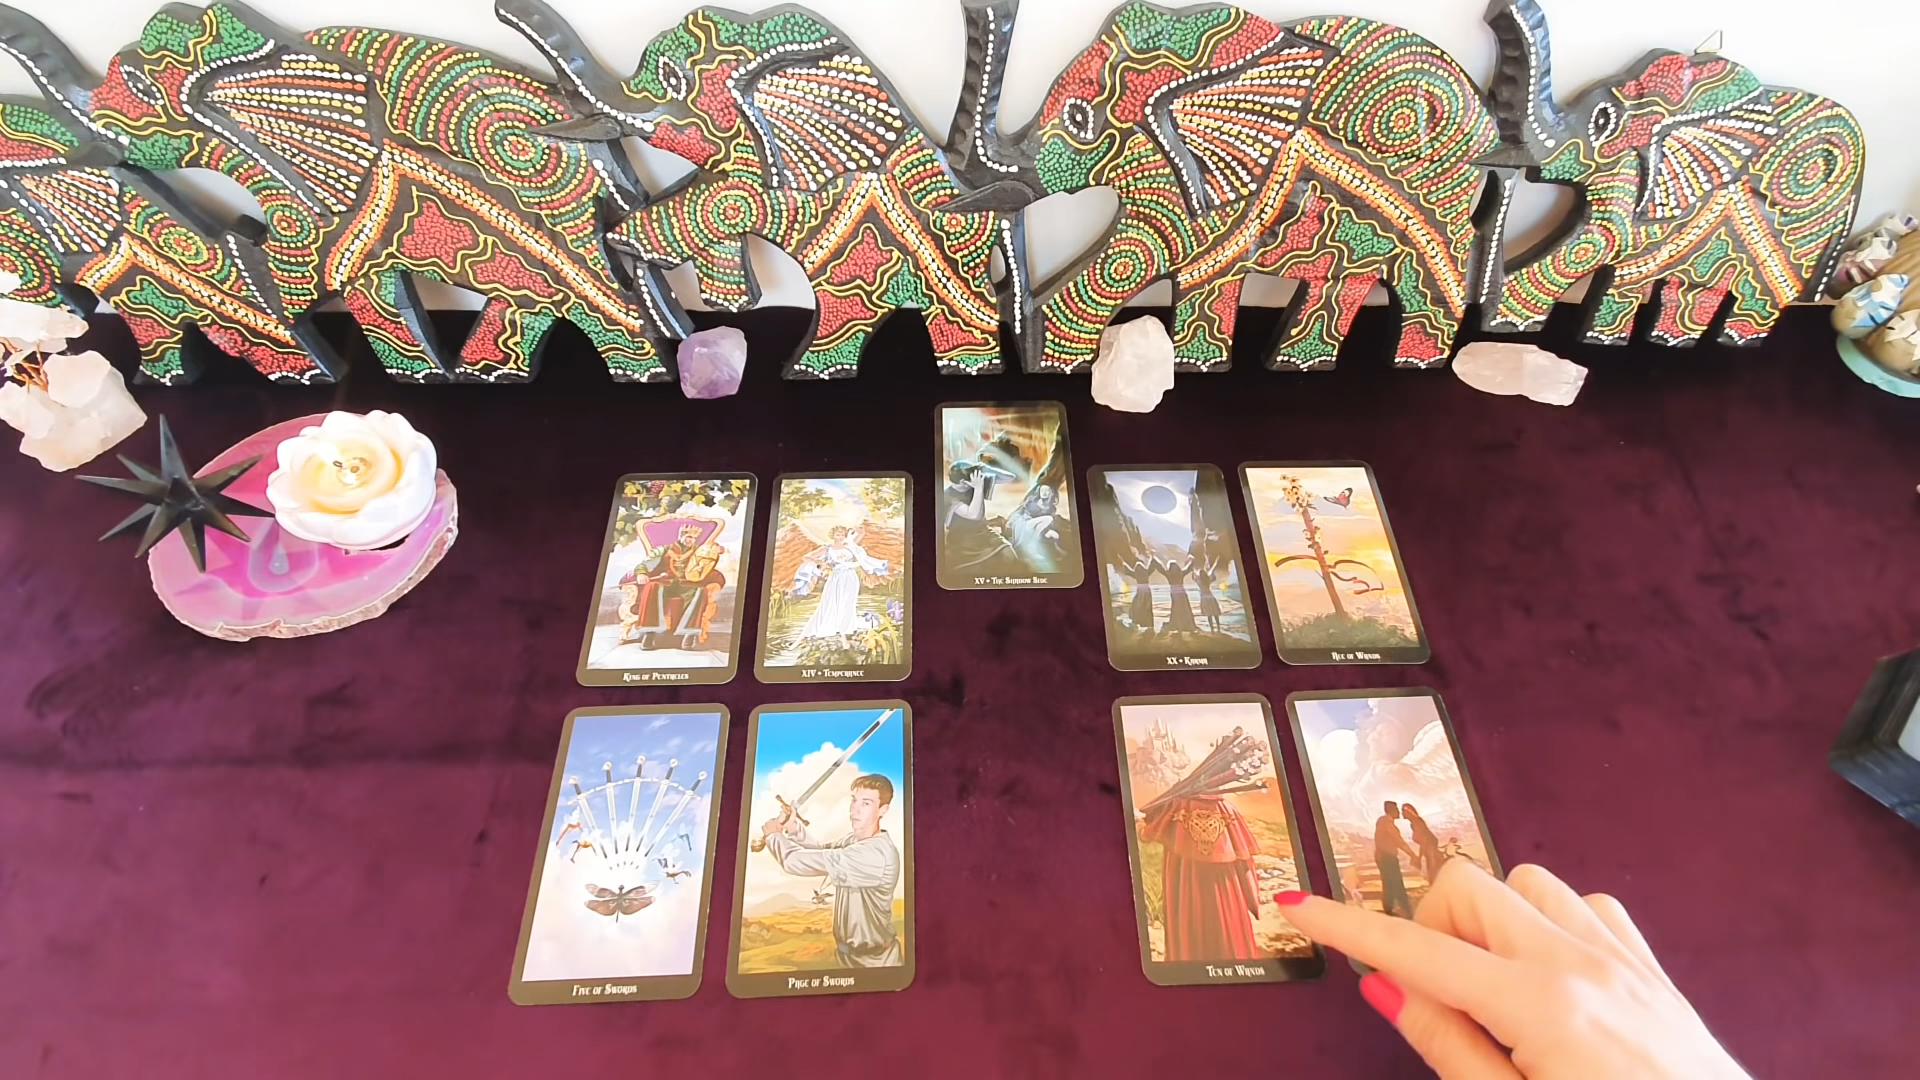 XV • The Shadow Side
King of Pentacles
XIV • Temperance
XX • Karma
Ace of Wands
Five of Swords
Page of Swords
Ten of Wands